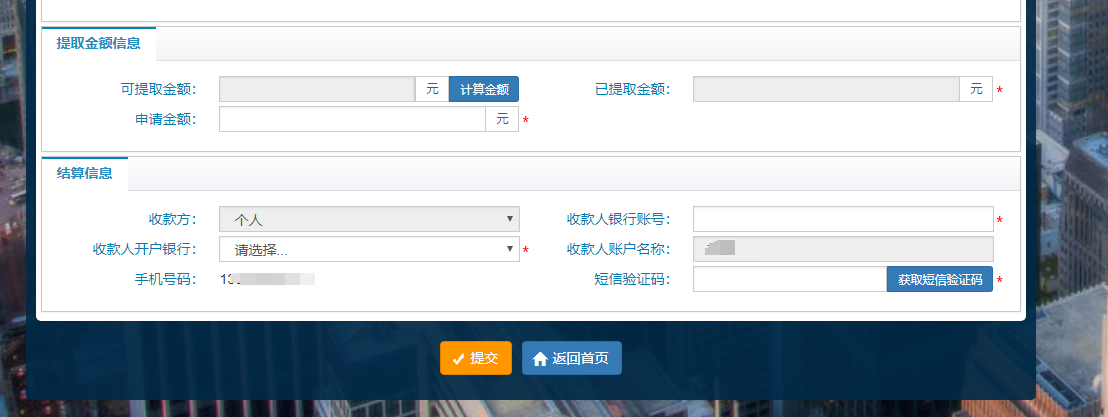 提取金额信息
可提取金额： 元 计算金额 已提取金额： 元 *
申请金额： 元 *
结算信息
收款方： 个人 收款人银行账号： *
收款人开户银行： 请选择... * 收款人账户名称：
手机号码： 13 短信验证码： 获取短信验证码 *
提交 返回首页